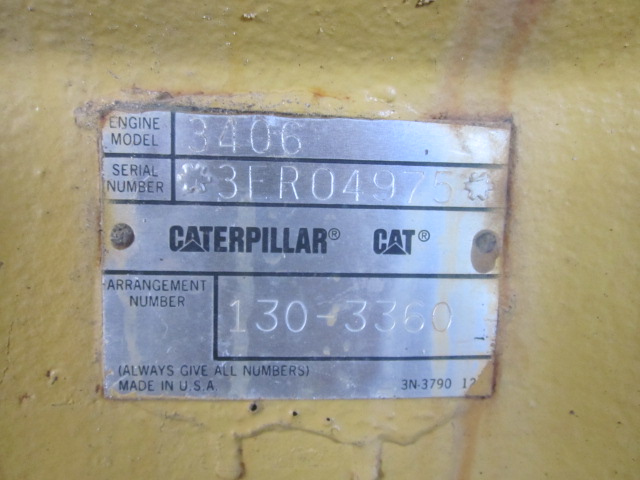 ENGINE MODEL 3406
SERIAL NUMBER *3ER04975*
CATERPILLAR® CAT®
ARRANGEMENT NUMBER 130-3360
(ALWAYS GIVE ALL NUMBERS)
MADE IN U.S.A. 3N-3790